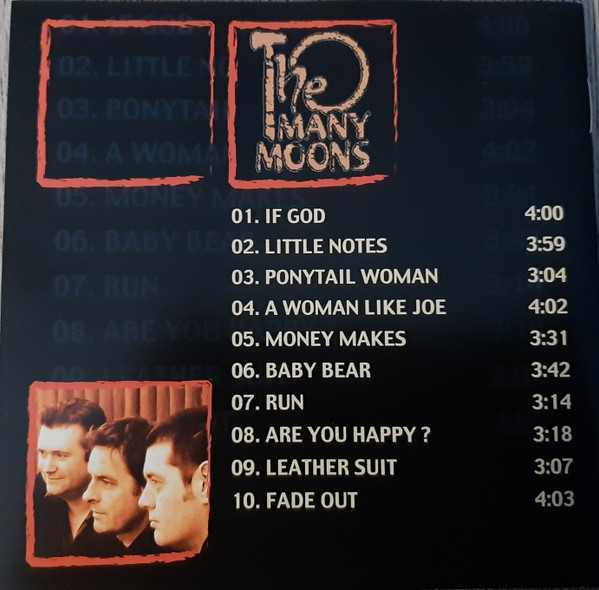 The
MANY
MOONS
01. IF GOD 4:00
02. LITTLE NOTES 3:59
03. PONYTAIL WOMAN 3:04
04. A WOMAN LIKE JOE 4:02
05. MONEY MAKES 3:31
06. BABY BEAR 3:42
07. RUN 3:14
08. ARE YOU HAPPY ? 3:18
09. LEATHER SUIT 3:07
10. FADE OUT 4:03